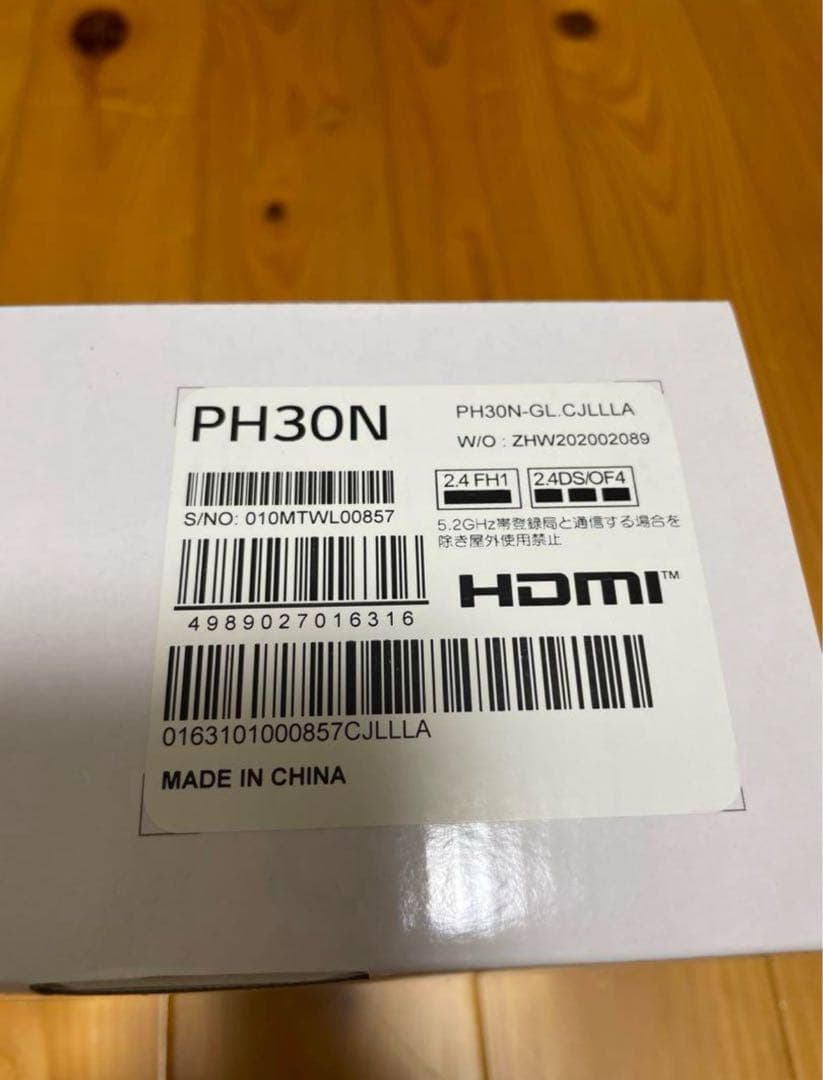 PH30N
PH30N-GL.CJLLLA
W/O : ZHW202002089
2.4 FH1
2.4DS/OF4
S/NO: 010MTWL00857
5.2GHz帯登録局と通信する場合を
除き屋外使用禁止
HDMI™
4989027016316
0163101000857CJLLLA
MADE IN CHINA